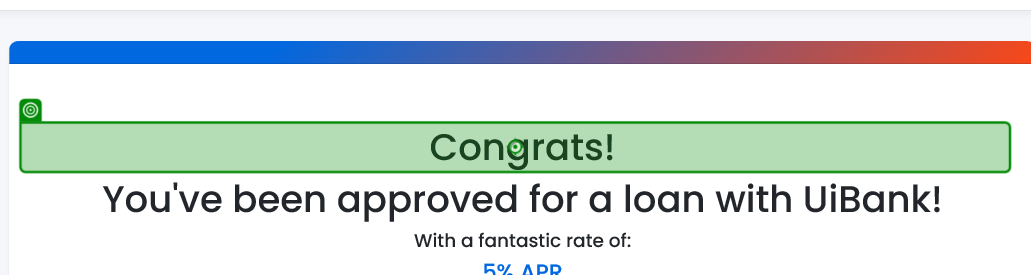 Congrats!
You've been approved for a loan with UiBank!
With a fantastic rate of:
5% APR